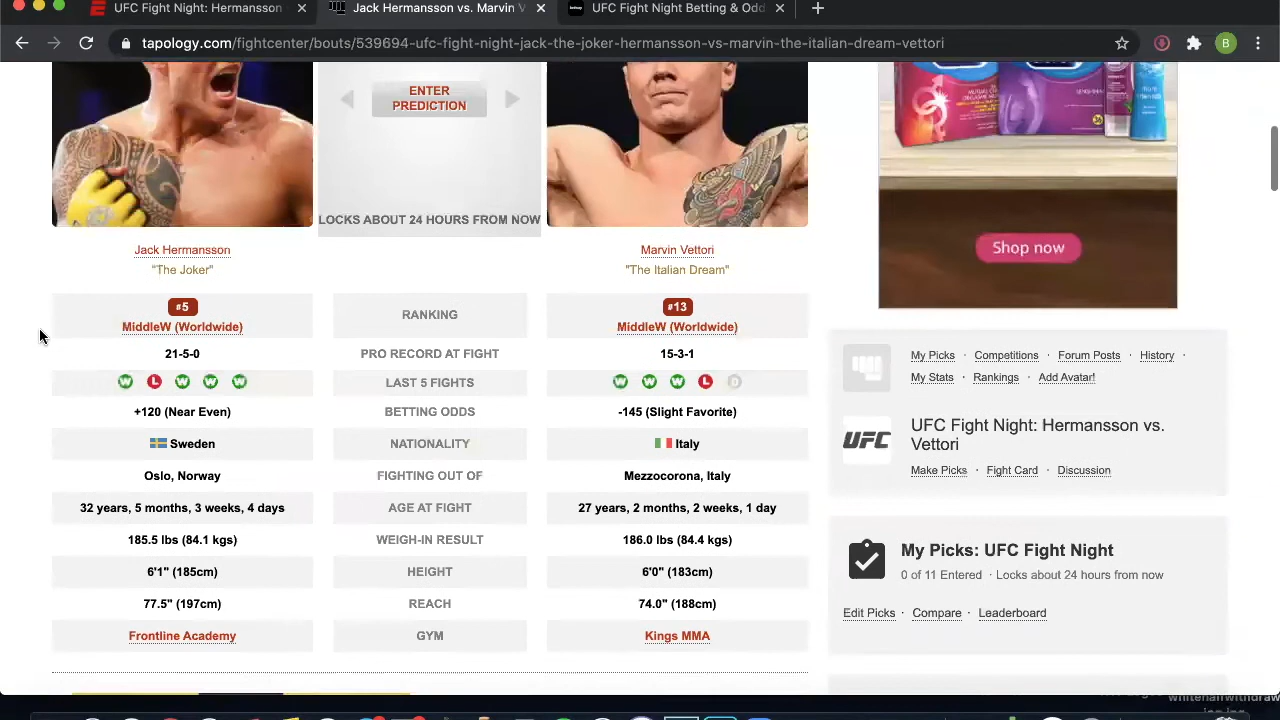 UFC Fight Night: Hermansson
Jack Hermansson vs. Marvin V
UFC Fight Night Betting & Odd
tapology.com/fightcenter/bouts/539694-ufc-fight-night-jack-the-joker-hermansson-vs-marvin-the-italian-dream-vettori
B
ENTER
PREDICTION
LOCKS ABOUT 24 HOURS FROM NOW
Jack Hermansson
Marvin Vettori
"The Joker"
"The Italian Dream"
#5
RANKING
#13
MiddleW (Worldwide)
MiddleW (Worldwide)
21-5-0
PRO RECORD AT FIGHT
15-3-1
W L W W W
LAST 5 FIGHTS
W W W L D
+120 (Near Even)
BETTING ODDS
-145 (Slight Favorite)
Sweden
NATIONALITY
Italy
Oslo, Norway
FIGHTING OUT OF
Mezzocorona, Italy
32 years, 5 months, 3 weeks, 4 days
AGE AT FIGHT
27 years, 2 months, 2 weeks, 1 day
185.5 lbs (84.1 kgs)
WEIGH-IN RESULT
186.0 lbs (84.4 kgs)
6'1" (185cm)
HEIGHT
6'0" (183cm)
77.5" (197cm)
REACH
74.0" (188cm)
Frontline Academy
GYM
Kings MMA
Shop now
My Picks · Competitions · Forum Posts · History ·
My Stats · Rankings · Add Avatar!
UFC
UFC Fight Night: Hermansson vs.
Vettori
Make Picks · Fight Card · Discussion
My Picks: UFC Fight Night
0 of 11 Entered · Locks about 24 hours from now
Edit Picks · Compare · Leaderboard